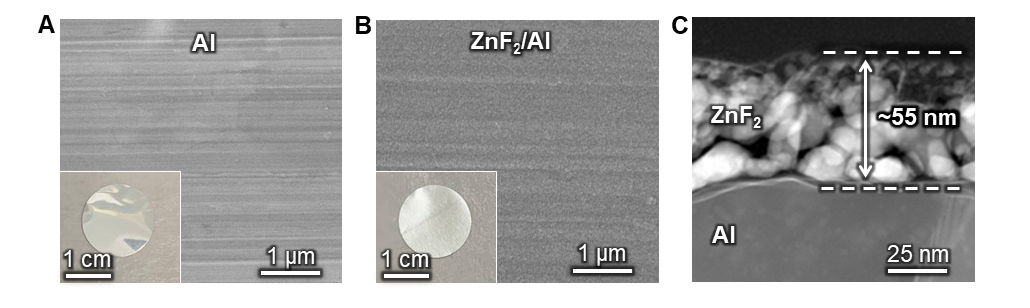 A
Al
1 cm
1 µm
B
ZnF₂/Al
1 cm
1 µm
C
ZnF₂
~55 nm
Al
25 nm